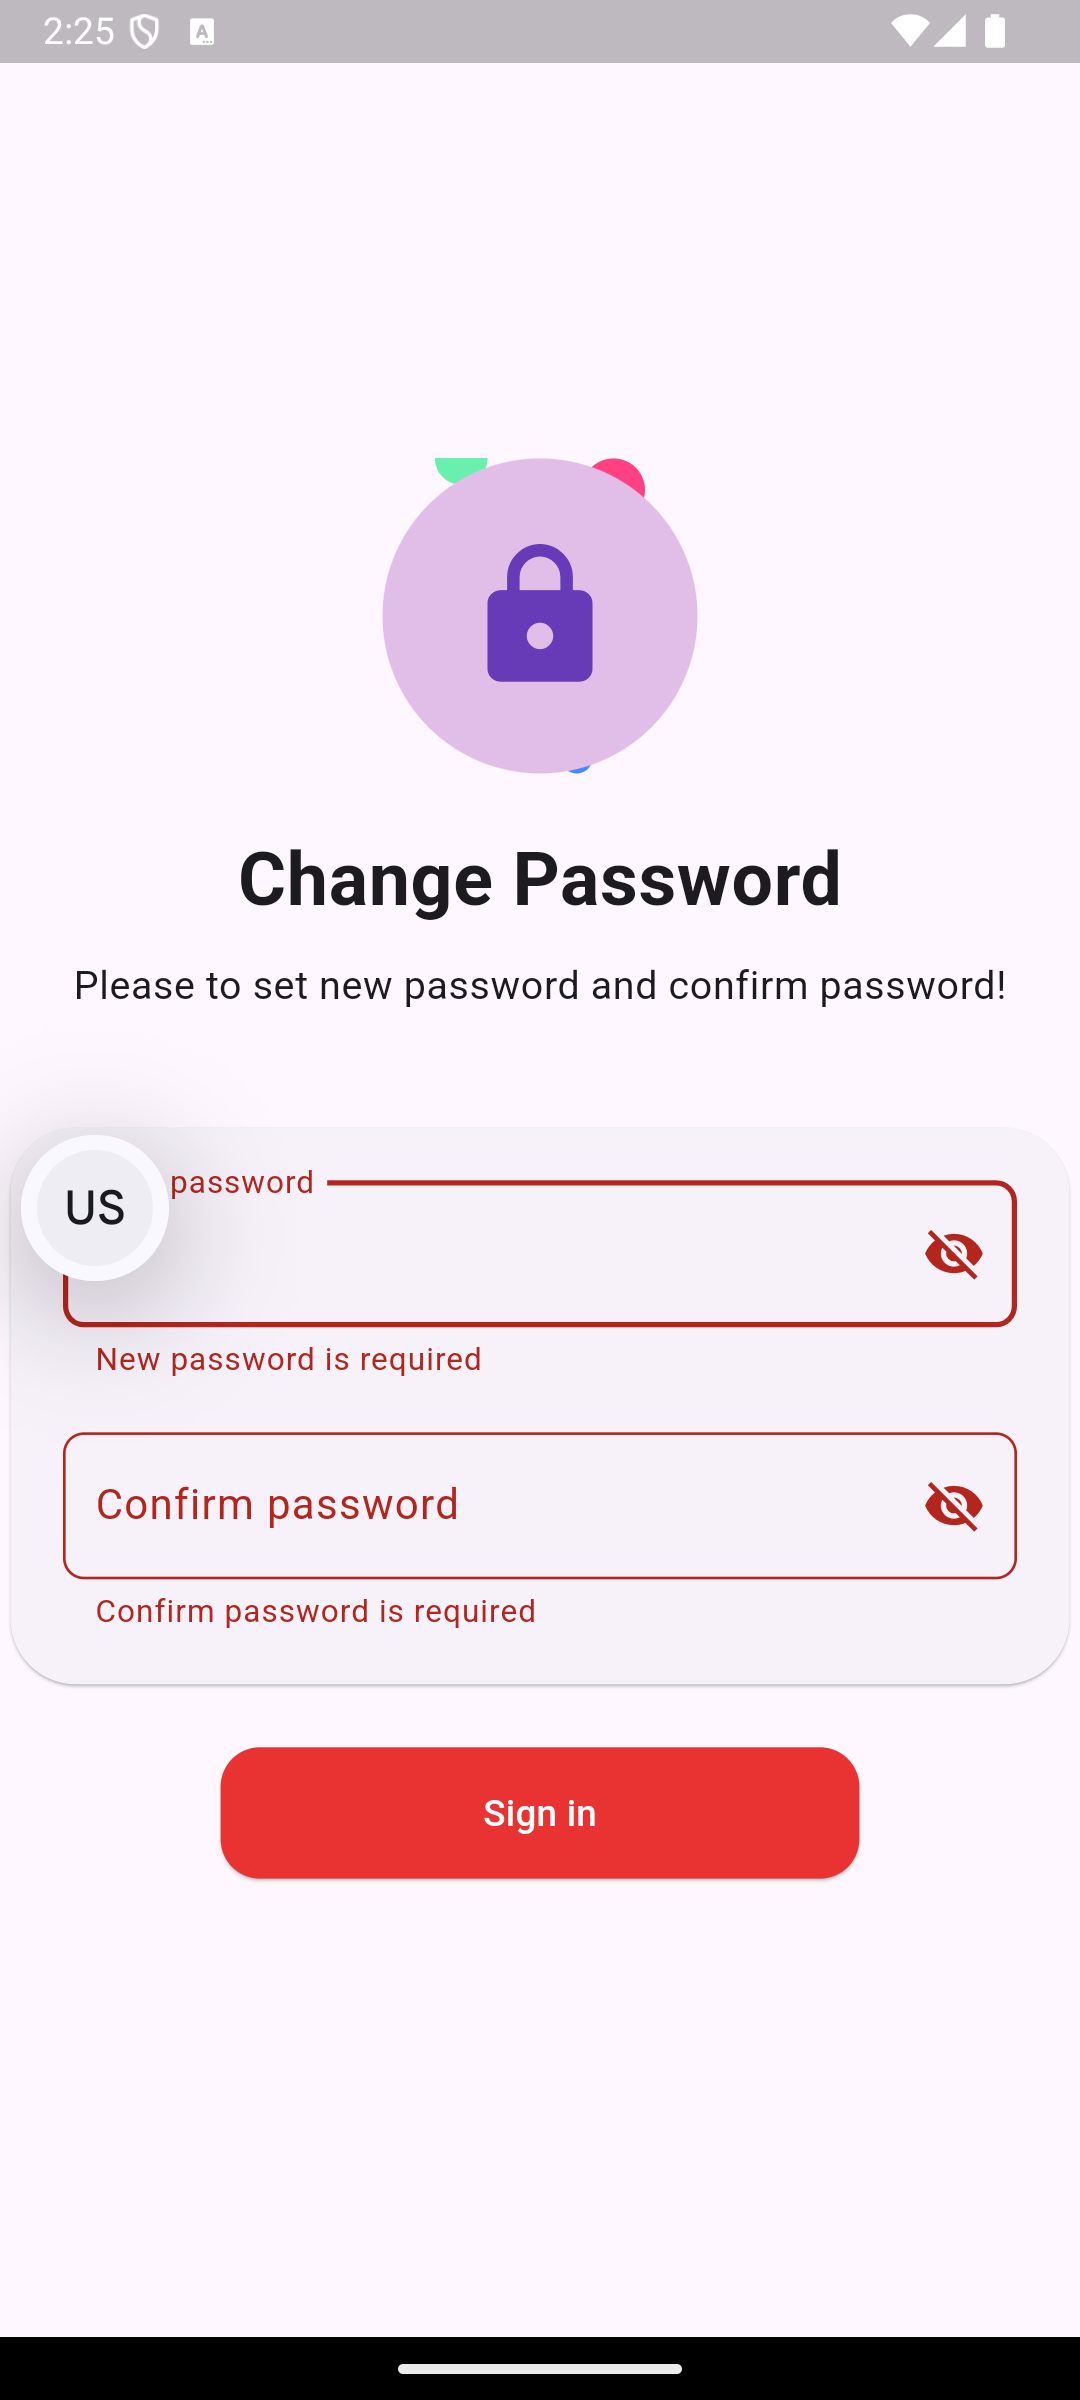 2:25
Change Password
Please to set new password and confirm password!
US
password
New password is required
Confirm password
Confirm password is required
Sign in